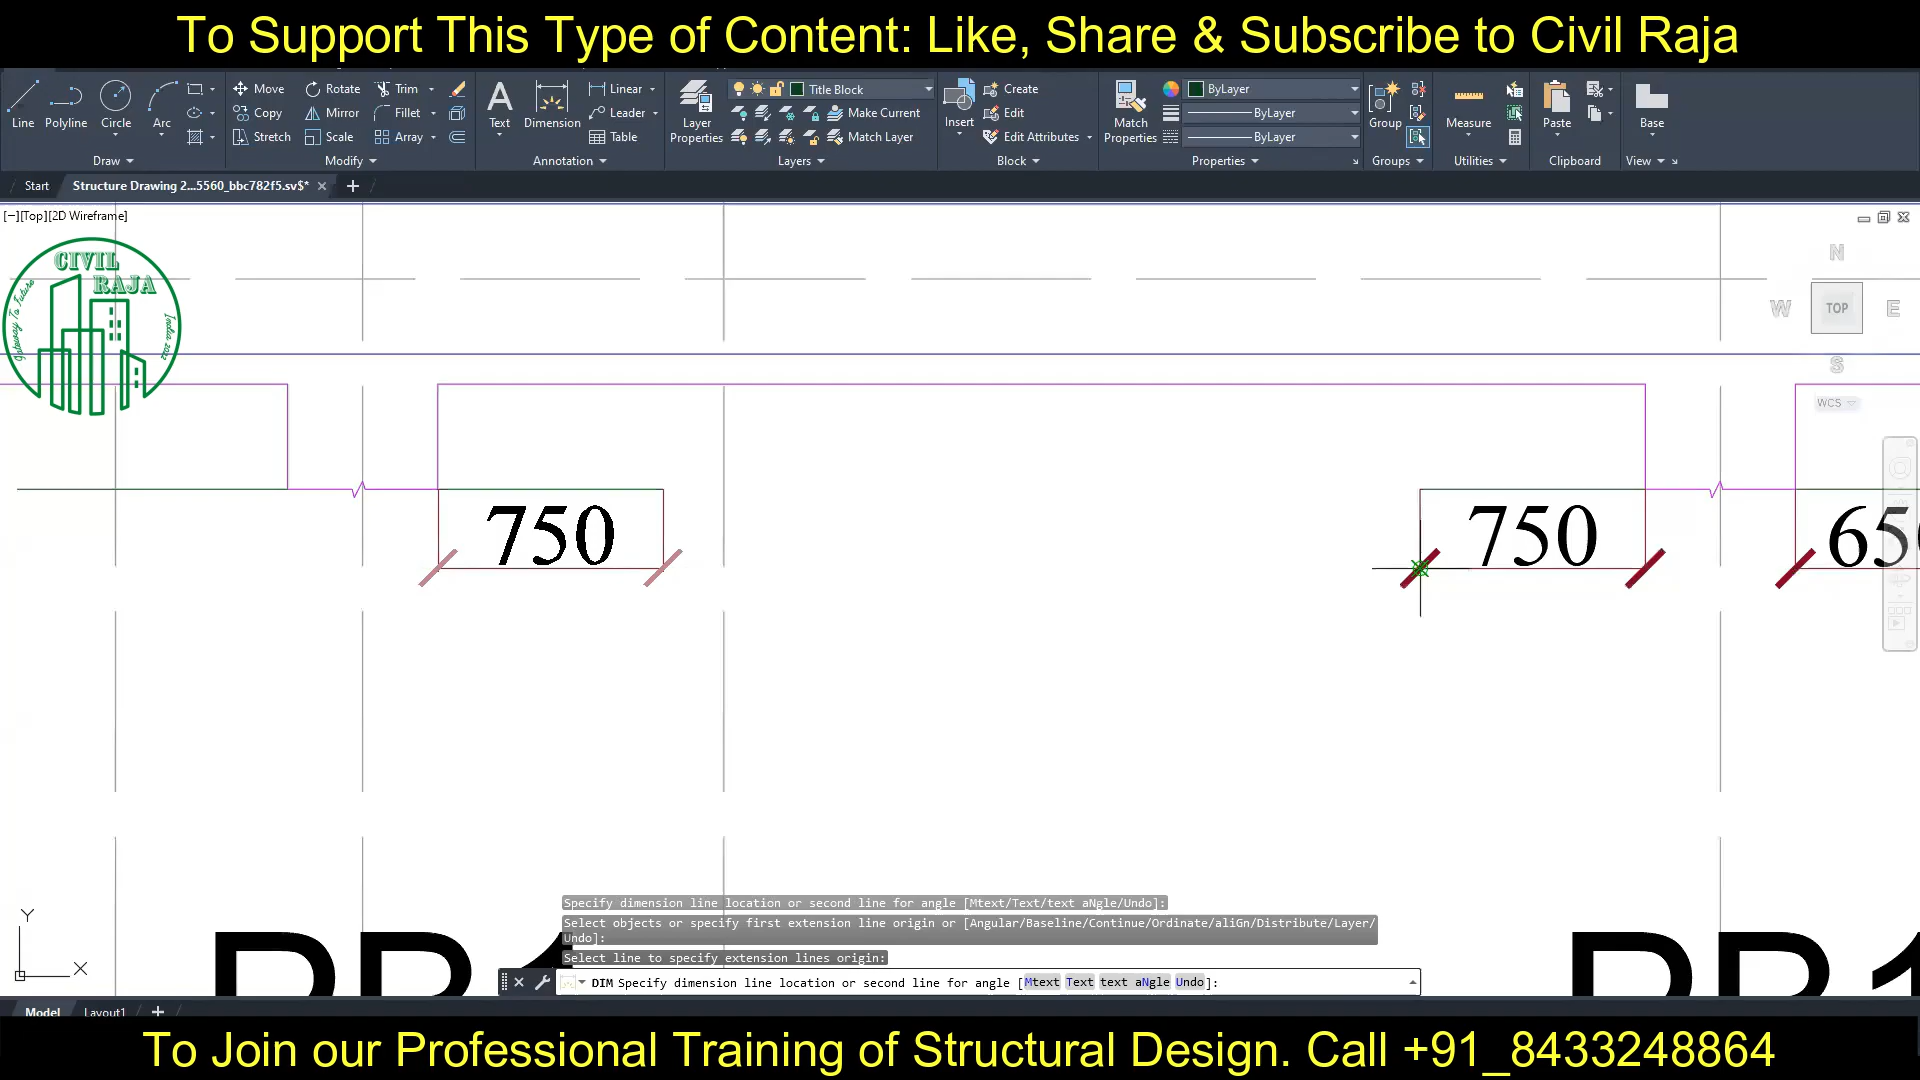 To Support This Type of Content: Like, Share & Subscribe to Civil Raja
Line Polyline Circle Arc
Move Rotate Trim
Copy Mirror Fillet
Stretch Scale Array
Text Dimension
Linear
Leader
Table
Layer Properties
Title Block
Make Current
Match Layer
Insert
Create
Edit
Edit Attributes
Match Properties
ByLayer
ByLayer
ByLayer
Group
Measure
Paste
Base
Draw Modify Annotation Layers Block Properties Groups Utilities Clipboard View
Start Structure Drawing 2...5560_bbc782f5.sv$*
[−][Top][2D Wireframe]
CIVIL
RAJA
Gateway To Future
India 2022
N
W TOP E
S
WCS
750 750 650
Y
X
Specify dimension line location or second line for angle [Mtext/Text/text aNgle/Undo]:
Select objects or specify first extension line origin or [Angular/Baseline/Continue/Ordinate/aliGn/Distribute/Layer/
Undo]:
Select line to specify extension lines origin:
DIM Specify dimension line location or second line for angle [Mtext Text text aNgle Undo]:
Model Layout1
To Join our Professional Training of Structural Design. Call +91_8433248864